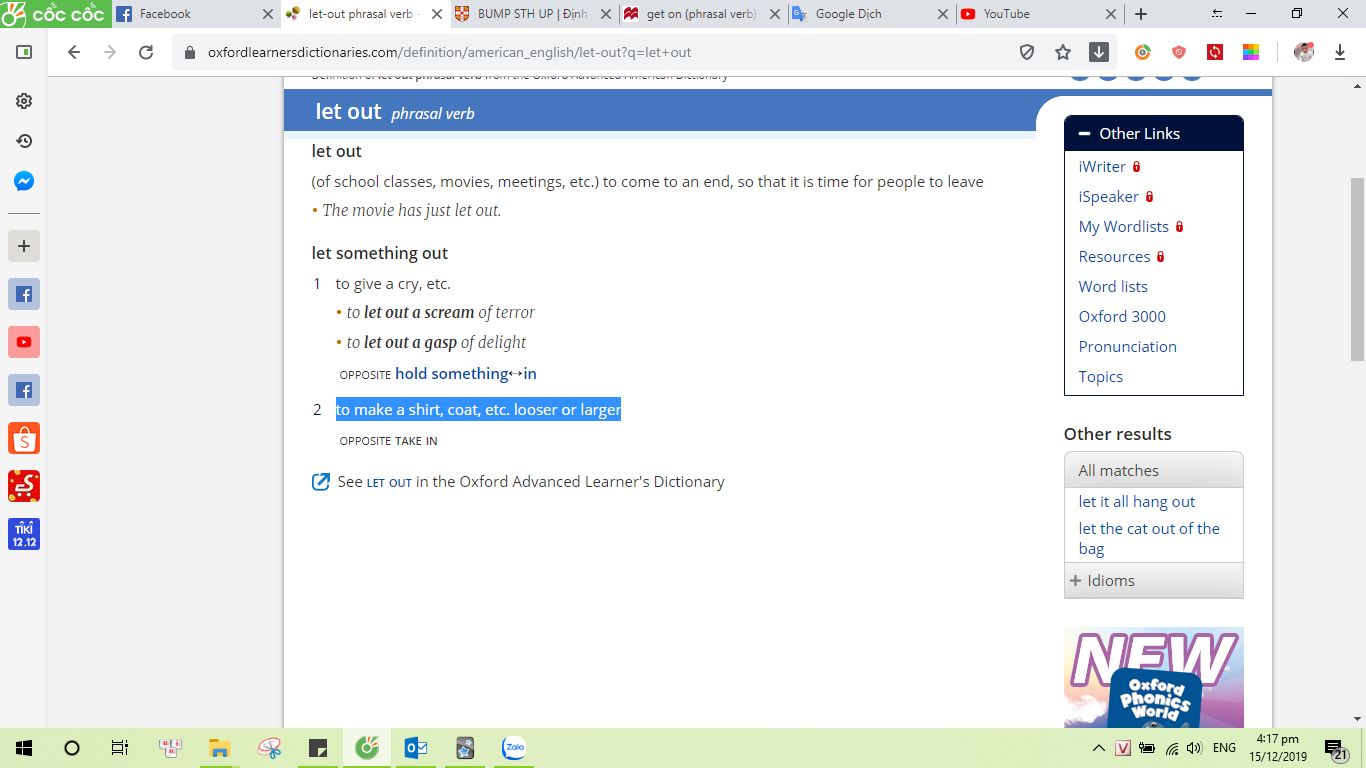 cốc cốc
Facebook
let-out phrasal verb -
BUMP STH UP | Định
get on (phrasal verb)
Google Dịch
YouTube
oxfordlearnersdictionaries.com/definition/american_english/let-out?q=let+out
Definition of let out phrasal verb from the Oxford Advanced American Dictionary
let out phrasal verb
let out
(of school classes, movies, meetings, etc.) to come to an end, so that it is time for people to leave
• The movie has just let out.
let something out
1 to give a cry, etc.
• to let out a scream of terror
• to let out a gasp of delight
OPPOSITE hold something↔in
2 to make a shirt, coat, etc. looser or larger
OPPOSITE TAKE IN
See LET OUT in the Oxford Advanced Learner's Dictionary
Other Links
iWriter
iSpeaker
My Wordlists
Resources
Word lists
Oxford 3000
Pronunciation
Topics
Other results
All matches
let it all hang out
let the cat out of the
bag
+ Idioms
NEW
Oxford
Phonics
World
TIKI
12.12
Zalo
V
ENG
4:17 pm
15/12/2019
21